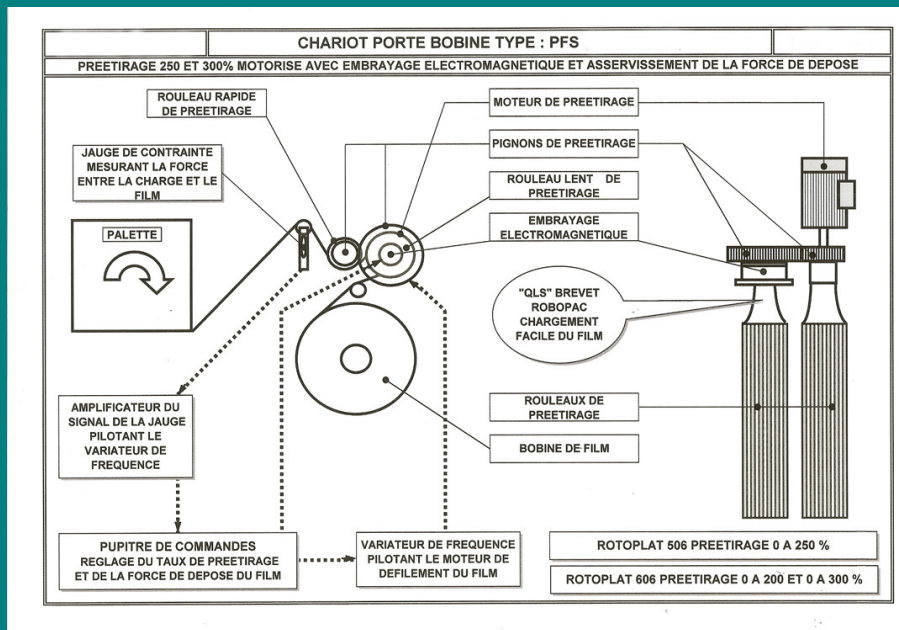 CHARIOT PORTE BOBINE TYPE : PFS
PREETIRAGE 250 ET 300% MOTORISE AVEC EMBRAYAGE ELECTROMAGNETIQUE ET ASSERVISSEMENT DE LA FORCE DE DEPOSE
ROULEAU RAPIDE
DE PREETIRAGE
MOTEUR DE PREETIRAGE
PIGNONS DE PREETIRAGE
JAUGE DE CONTRAINTE
MESURANT LA FORCE
ENTRE LA CHARGE ET LE
FILM
ROULEAU LENT DE
PREETIRAGE
PALETTE
EMBRAYAGE
ELECTROMAGNETIQUE
"QLS" BREVET
ROBOPAC
CHARGEMENT
FACILE DU FILM
AMPLIFICATEUR DU
SIGNAL DE LA JAUGE
PILOTANT LE
VARIATEUR DE
FREQUENCE
ROULEAUX DE
PREETIRAGE
BOBINE DE FILM
PUPITRE DE COMMANDES
REGLAGE DU TAUX DE PREETIRAGE
ET DE LA FORCE DE DEPOSE DU FILM
VARIATEUR DE FREQUENCE
PILOTANT LE MOTEUR DE
DEFILEMENT DU FILM
ROTOPLAT 506 PREETIRAGE 0 A 250 %
ROTOPLAT 606 PREETIRAGE 0 A 200 ET 0 A 300 %